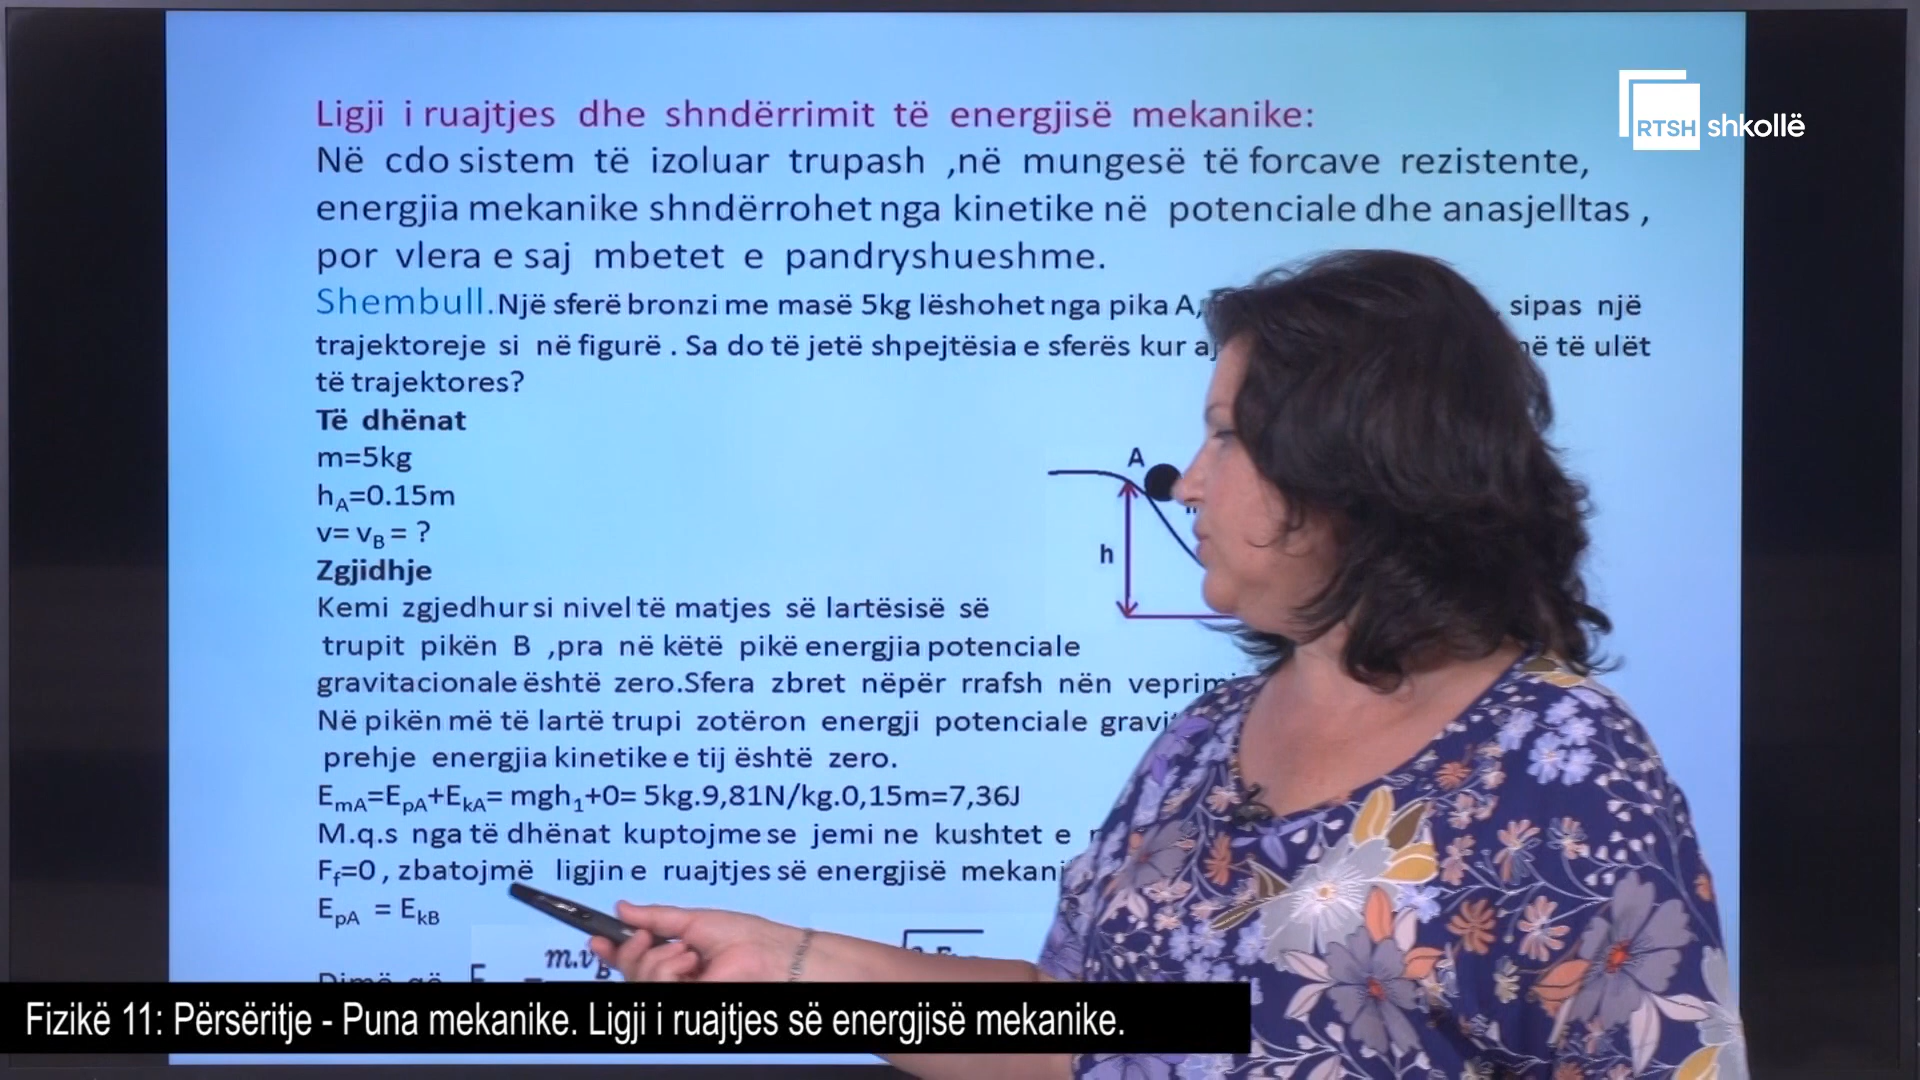 Ligji i ruajtjes dhe shndërrimit të energjisë mekanike:
Në cdo sistem të izoluar trupash ,në mungesë të forcave rezistente,
energjia mekanike shndërrohet nga kinetike në potenciale dhe anasjelltas ,
por vlera e saj mbetet e pandryshueshme.
Shembull.Një sferë bronzi me masë 5kg lëshohet nga pika A, sipas një
trajektoreje si në figurë . Sa do të jetë shpejtësia e sferës kur të ulët
të trajektores?
Të dhënat
m=5kg
hA=0.15m
v= vB = ?
Zgjidhje
Kemi zgjedhur si nivel të matjes së lartësisë së
trupit pikën B ,pra në këtë pikë energjia potenciale
gravitacionale është zero.Sfera zbret nëpër rrafsh nën
Në pikën më të lartë trupi zotëron energji potenciale
prehje energjia kinetike e tij është zero.
EmA=EpA+EkA= mgh1+0= 5kg.9,81N/kg.0,15m=7,36J
M.q.s nga të dhënat kuptojme se jemi ne kushtet e
Ff=0 , zbatojmë ligjin e ruajtjes së energjisë
EpA = EkB
m.vB
A
h
RTSH shkollë
Fizikë 11: Përsëritje - Puna mekanike. Ligji i ruajtjes së energjisë mekanike.